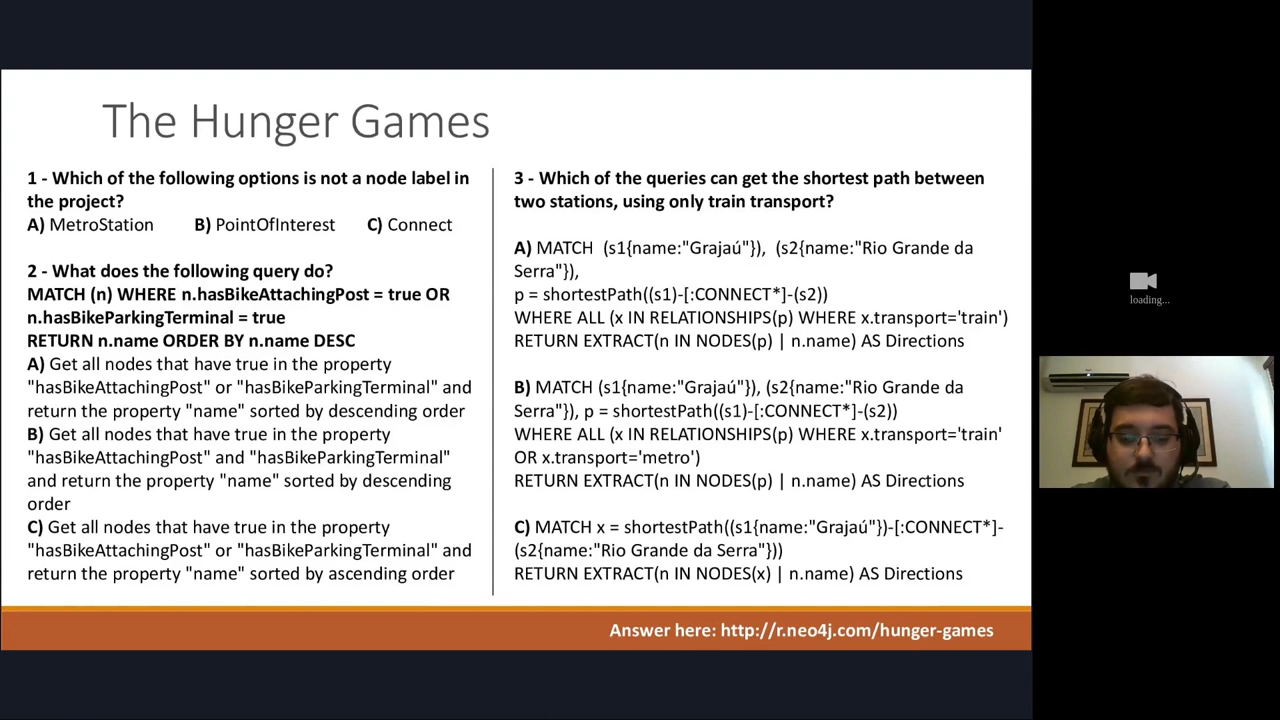 The Hunger Games
1 - Which of the following options is not a node label in
the project?
A) MetroStation B) PointOfInterest C) Connect
2 - What does the following query do?
MATCH (n) WHERE n.hasBikeAttachingPost = true OR
n.hasBikeParkingTerminal = true
RETURN n.name ORDER BY n.name DESC
A) Get all nodes that have true in the property
"hasBikeAttachingPost" or "hasBikeParkingTerminal" and
return the property "name" sorted by descending order
B) Get all nodes that have true in the property
"hasBikeAttachingPost" and "hasBikeParkingTerminal"
and return the property "name" sorted by descending
order
C) Get all nodes that have true in the property
"hasBikeAttachingPost" or "hasBikeParkingTerminal" and
return the property "name" sorted by ascending order
3 - Which of the queries can get the shortest path between
two stations, using only train transport?
A) MATCH (s1{name:"Grajaú"}), (s2{name:"Rio Grande da
Serra"}),
p = shortestPath((s1)-[:CONNECT*]-(s2))
WHERE ALL (x IN RELATIONSHIPS(p) WHERE x.transport='train')
RETURN EXTRACT(n IN NODES(p) | n.name) AS Directions
B) MATCH (s1{name:"Grajaú"}), (s2{name:"Rio Grande da
Serra"}), p = shortestPath((s1)-[:CONNECT*]-(s2))
WHERE ALL (x IN RELATIONSHIPS(p) WHERE x.transport='train'
OR x.transport='metro')
RETURN EXTRACT(n IN NODES(p) | n.name) AS Directions
C) MATCH x = shortestPath((s1{name:"Grajaú"})-[:CONNECT*]-
(s2{name:"Rio Grande da Serra"}))
RETURN EXTRACT(n IN NODES(x) | n.name) AS Directions
Answer here: http://r.neo4j.com/hunger-games
loading...